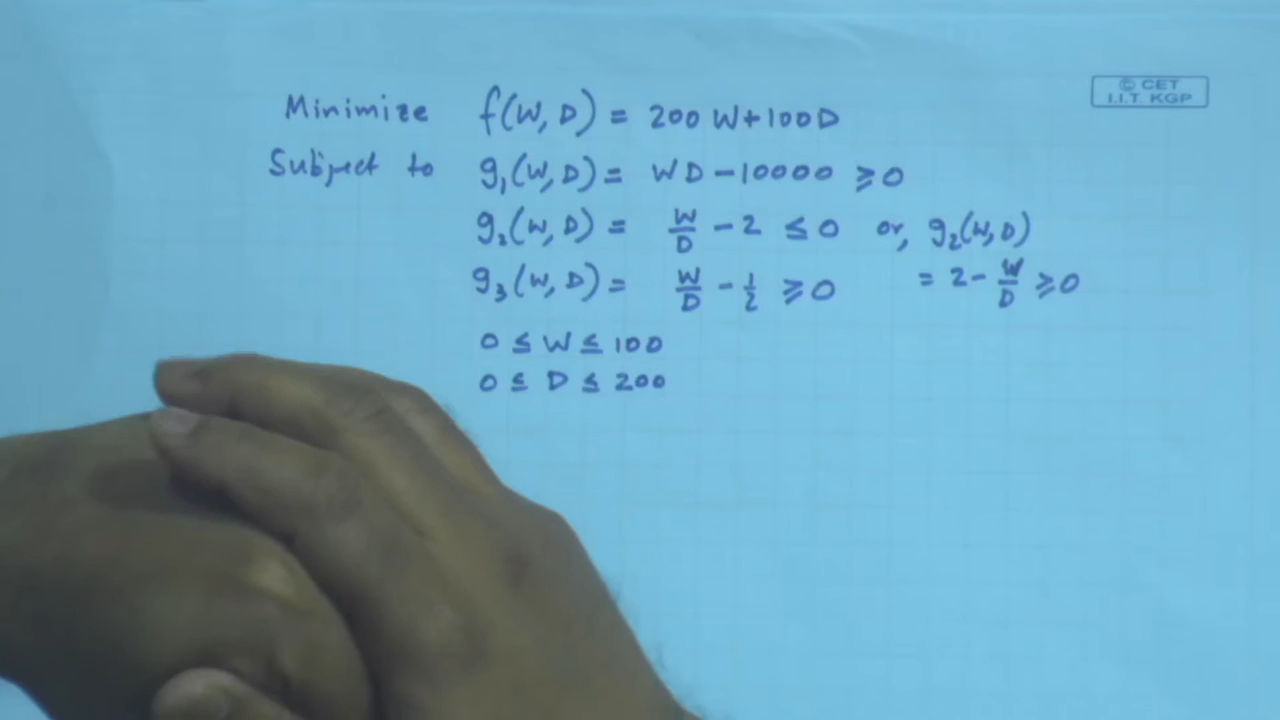 © CET
I.I.T. KGP
Minimize f(W, D) = 200 W+100D
Subject to g₁(W, D) = WD-10000 ≥ 0
g₂(W, D) = W/D - 2 ≤ 0 or, g₂(W, D)
= 2 - W/D ≥ 0
g₃(W, D) = W/D - 1/2 ≥ 0
0 ≤ W ≤ 100
0 ≤ D ≤ 200